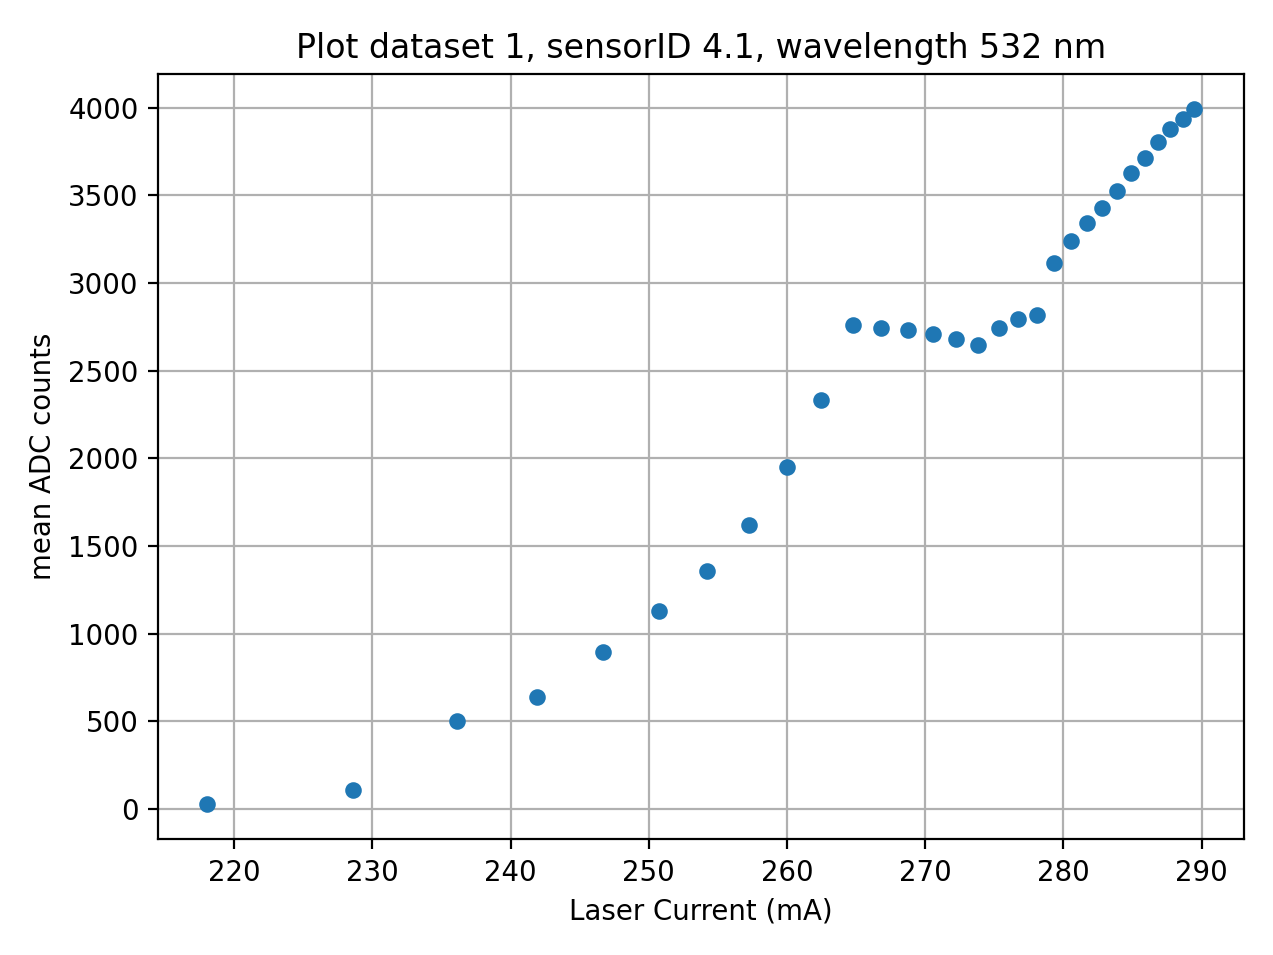 Plot dataset 1, sensorID 4.1, wavelength 532 nm
4000
3500
3000
2500
2000
1500
1000
500
0
mean ADC counts
220 230 240 250 260 270 280 290
Laser Current (mA)